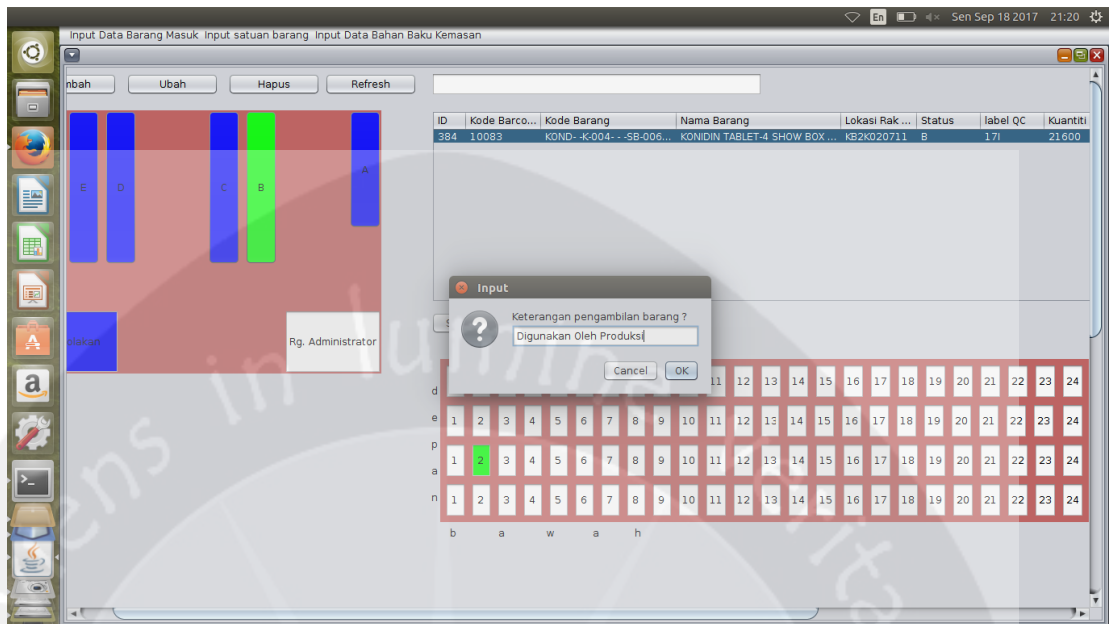 En Sen Sep 18 2017 21:20
Input Data Barang Masuk Input satuan barang Input Data Bahan Baku Kemasan
mbah Ubah Hapus Refresh
ID Kode Barco... Kode Barang Nama Barang Lokasi Rak ... Status label QC Kuantiti
384 10083 KOND- -K-004- - -SB-006... KONIDIN TABLET-4 SHOW BOX ... KB2K020711 B 17I 21600
E D C B A
Input
Keterangan pengambilan barang ?
Digunakan Oleh Produksi
Cancel OK
S
olakan Rg. Administrator
d 11 12 13 14 15 16 17 18 19 20 21 22 23 24
e 1 2 3 4 5 6 7 8 9 10 11 12 13 14 15 16 17 18 19 20 21 22 23 24
p
a 1 2 3 4 5 6 7 8 9 10 11 12 13 14 15 16 17 18 19 20 21 22 23 24
n 1 2 3 4 5 6 7 8 9 10 11 12 13 14 15 16 17 18 19 20 21 22 23 24
b a w a h
ens in lumine verita